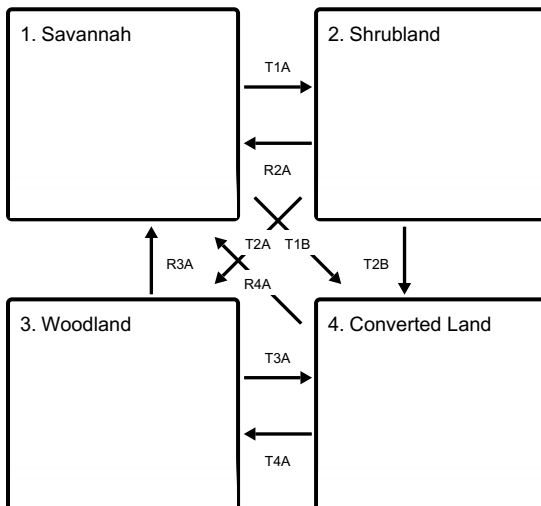 1. Savannah
2. Shrubland
T1A
R2A
T2A
T1B
R3A
R4A
T2B
3. Woodland
4. Converted Land
T3A
T4A